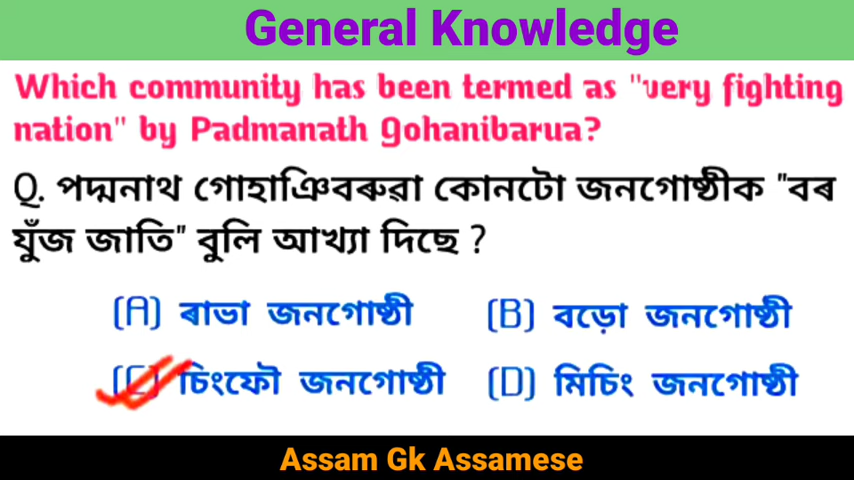 General Knowledge
Which community has been termed as "very fighting
nation" by Padmanath gohanibarua?
Q. পদ্মনাথ গোহাঞিবৰুৱা কোনটো জনগোষ্ঠীক "বৰ
যুঁজ জাতি" বুলি আখ্যা দিছে ?
(A) ৰাভা জনগোষ্ঠী (B) বড়ো জনগোষ্ঠী
(C) চিংফৌ জনগোষ্ঠী (D) মিচিং জনগোষ্ঠী
Assam Gk Assamese